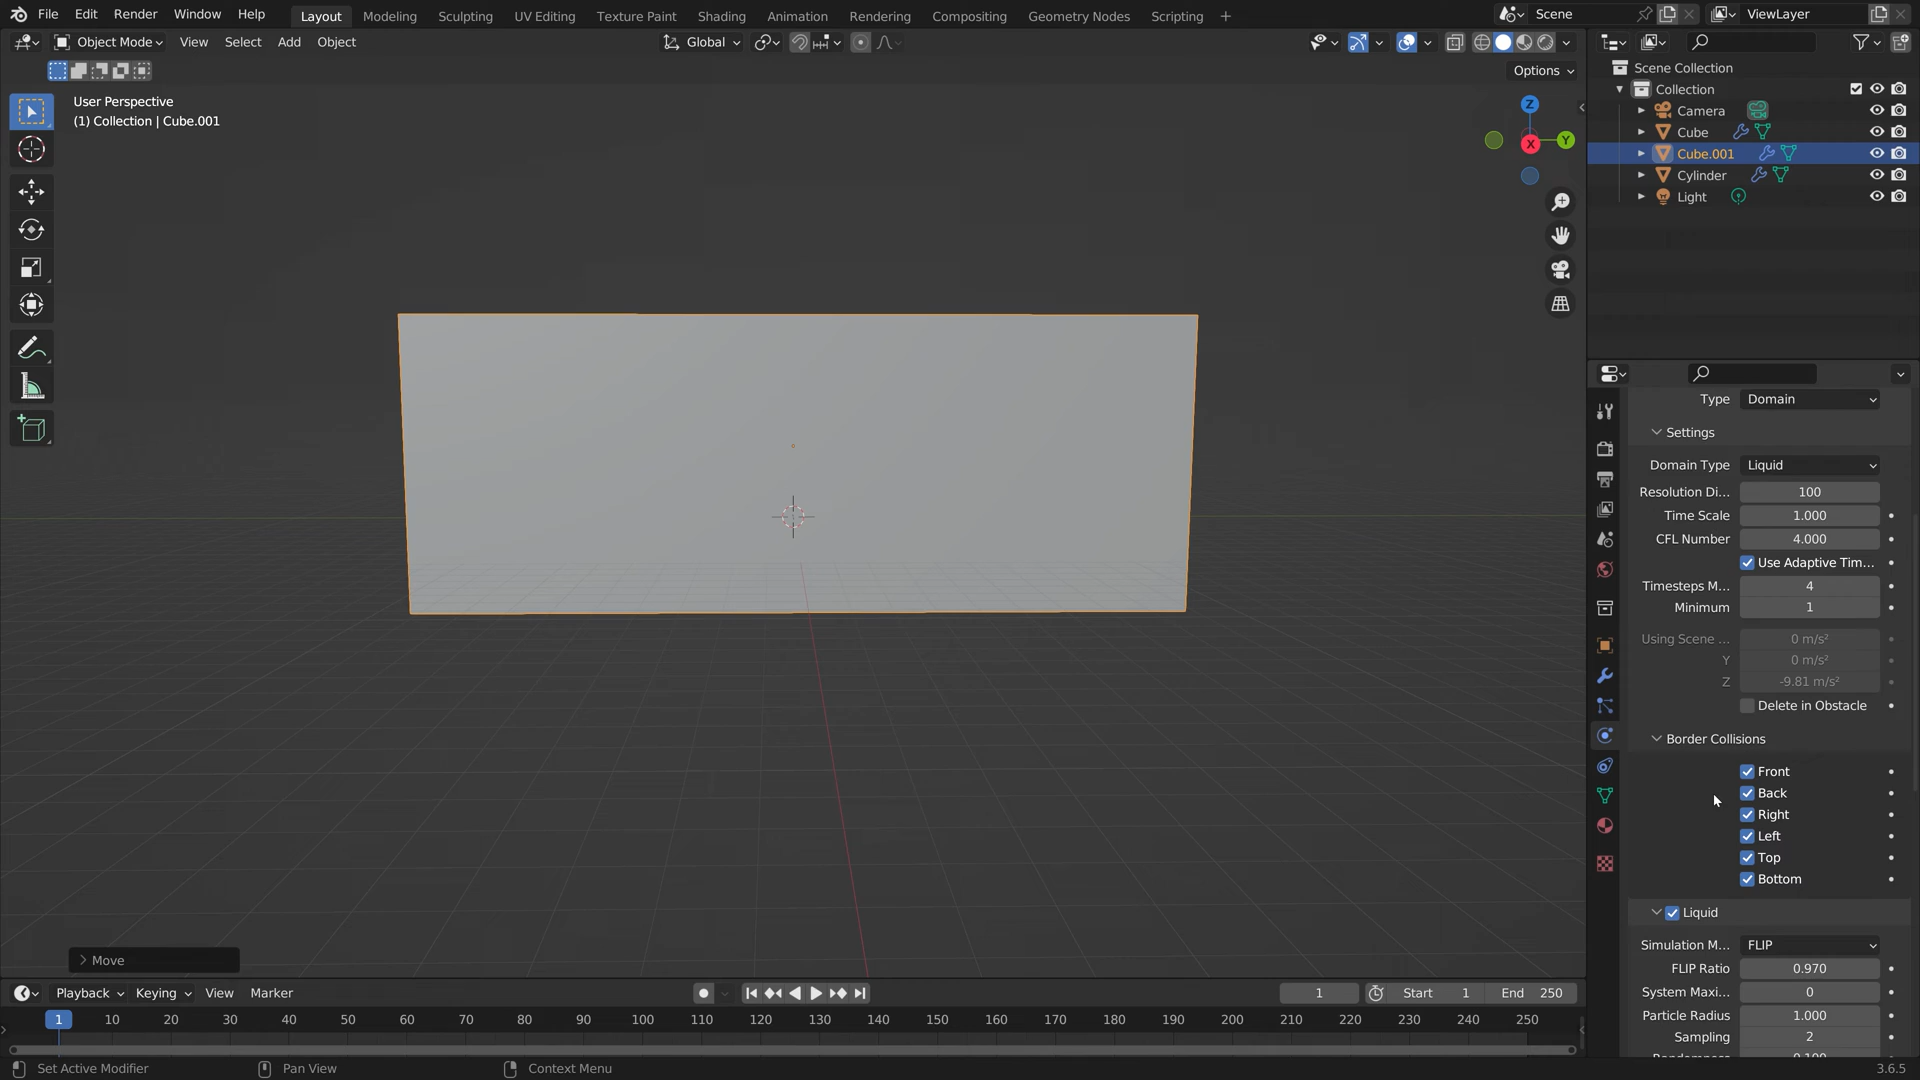 File Edit Render Window Help Layout Modeling Sculpting UV Editing Texture Paint Shading Animation Rendering Compositing Geometry Nodes Scripting + Scene ViewLayer
Object Mode View Select Add Object Global
Options
User Perspective
(1) Collection | Cube.001
Z
Y
X
Scene Collection
Collection
Camera
Cube
Cube.001
Cylinder
Light
Type Domain
Settings
Domain Type Liquid
Resolution Di... 100
Time Scale 1.000
CFL Number 4.000
Use Adaptive Tim...
Timesteps M... 4
Minimum 1
Using Scene ... 0 m/s²
Y 0 m/s²
Z -9.81 m/s²
Delete in Obstacle
Border Collisions
Front
Back
Right
Left
Top
Bottom
Liquid
Simulation M... FLIP
FLIP Ratio 0.970
System Maxi... 0
Particle Radius 1.000
Sampling 2
Move
Playback Keying View Marker 1 Start 1 End 250
1 10 20 30 40 50 60 70 80 90 100 110 120 130 140 150 160 170 180 190 200 210 220 230 240 250
Set Active Modifier Pan View Context Menu 3.6.5